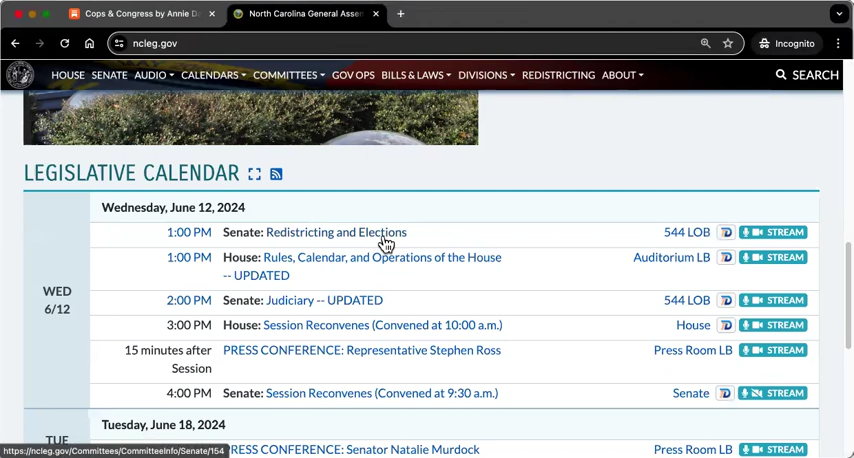 Cops & Congress by Annie D
North Carolina General Assem
ncleg.gov
Incognito
HOUSE SENATE AUDIO CALENDARS COMMITTEES GOV OPS BILLS & LAWS DIVISIONS REDISTRICTING ABOUT SEARCH
LEGISLATIVE CALENDAR
Wednesday, June 12, 2024
1:00 PM Senate: Redistricting and Elections 544 LOB STREAM
1:00 PM House: Rules, Calendar, and Operations of the House Auditorium LB STREAM
-- UPDATED
WED
6/12
2:00 PM Senate: Judiciary -- UPDATED 544 LOB STREAM
3:00 PM House: Session Reconvenes (Convened at 10:00 a.m.) House STREAM
15 minutes after PRESS CONFERENCE: Representative Stephen Ross Press Room LB STREAM
Session
4:00 PM Senate: Session Reconvenes (Convened at 9:30 a.m.) Senate STREAM
Tuesday, June 18, 2024
TUE
RESS CONFERENCE: Senator Natalie Murdock Press Room LB STREAM
https://ncleg.gov/Committees/CommitteeInfo/Senate/154